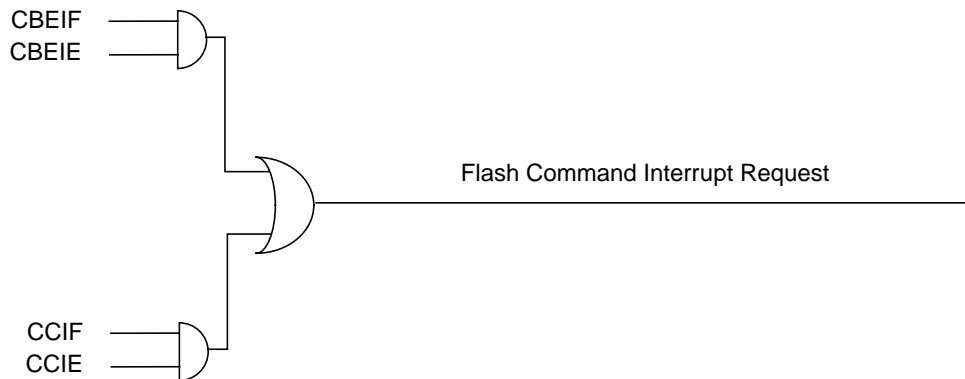 CBEIF
CBEIE
Flash Command Interrupt Request
CCIF
CCIE